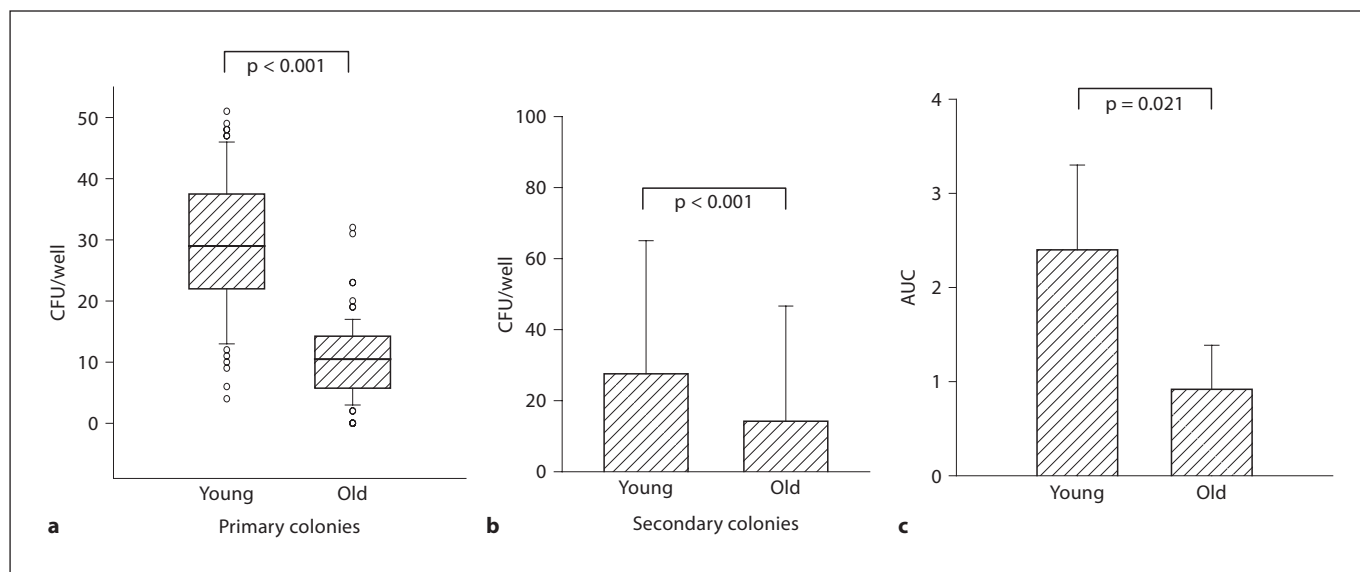 p < 0.001
50
40
30
20
10
0
CFU/well
Young Old
a Primary colonies
100
80
60
40
20
0
CFU/well
p < 0.001
Young Old
b Secondary colonies
4
3
2
1
0
AUC
p = 0.021
Young Old
c